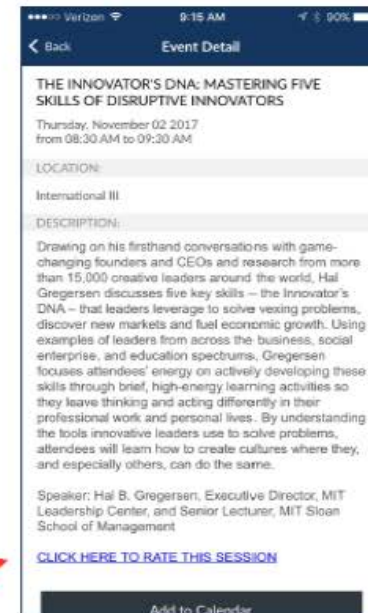 Verizon 9:15 AM 90%
Back Event Detail
THE INNOVATOR'S DNA: MASTERING FIVE
SKILLS OF DISRUPTIVE INNOVATORS
Thursday, November 02 2017
from 08:30 AM to 09:30 AM
LOCATION:
International III
DESCRIPTION:
Drawing on his firsthand conversations with game-
changing founders and CEOs and research from more
than 15,000 creative leaders around the world, Hal
Gregersen discusses five key skills – the Innovator's
DNA – that leaders leverage to solve vexing problems,
discover new markets and fuel economic growth. Using
examples of leaders from across the business, social
enterprise, and education spectrums, Gregersen
focuses attendees' energy on actively developing these
skills through brief, high-energy learning activities so
they leave thinking and acting differently in their
professional work and personal lives. By understanding
the tools innovative leaders use to solve problems,
attendees will learn how to create cultures where they,
and especially others, can do the same.
Speaker: Hal B. Gregersen, Executive Director, MIT
Leadership Center, and Senior Lecturer, MIT Sloan
School of Management
CLICK HERE TO RATE THIS SESSION
Add to Calendar